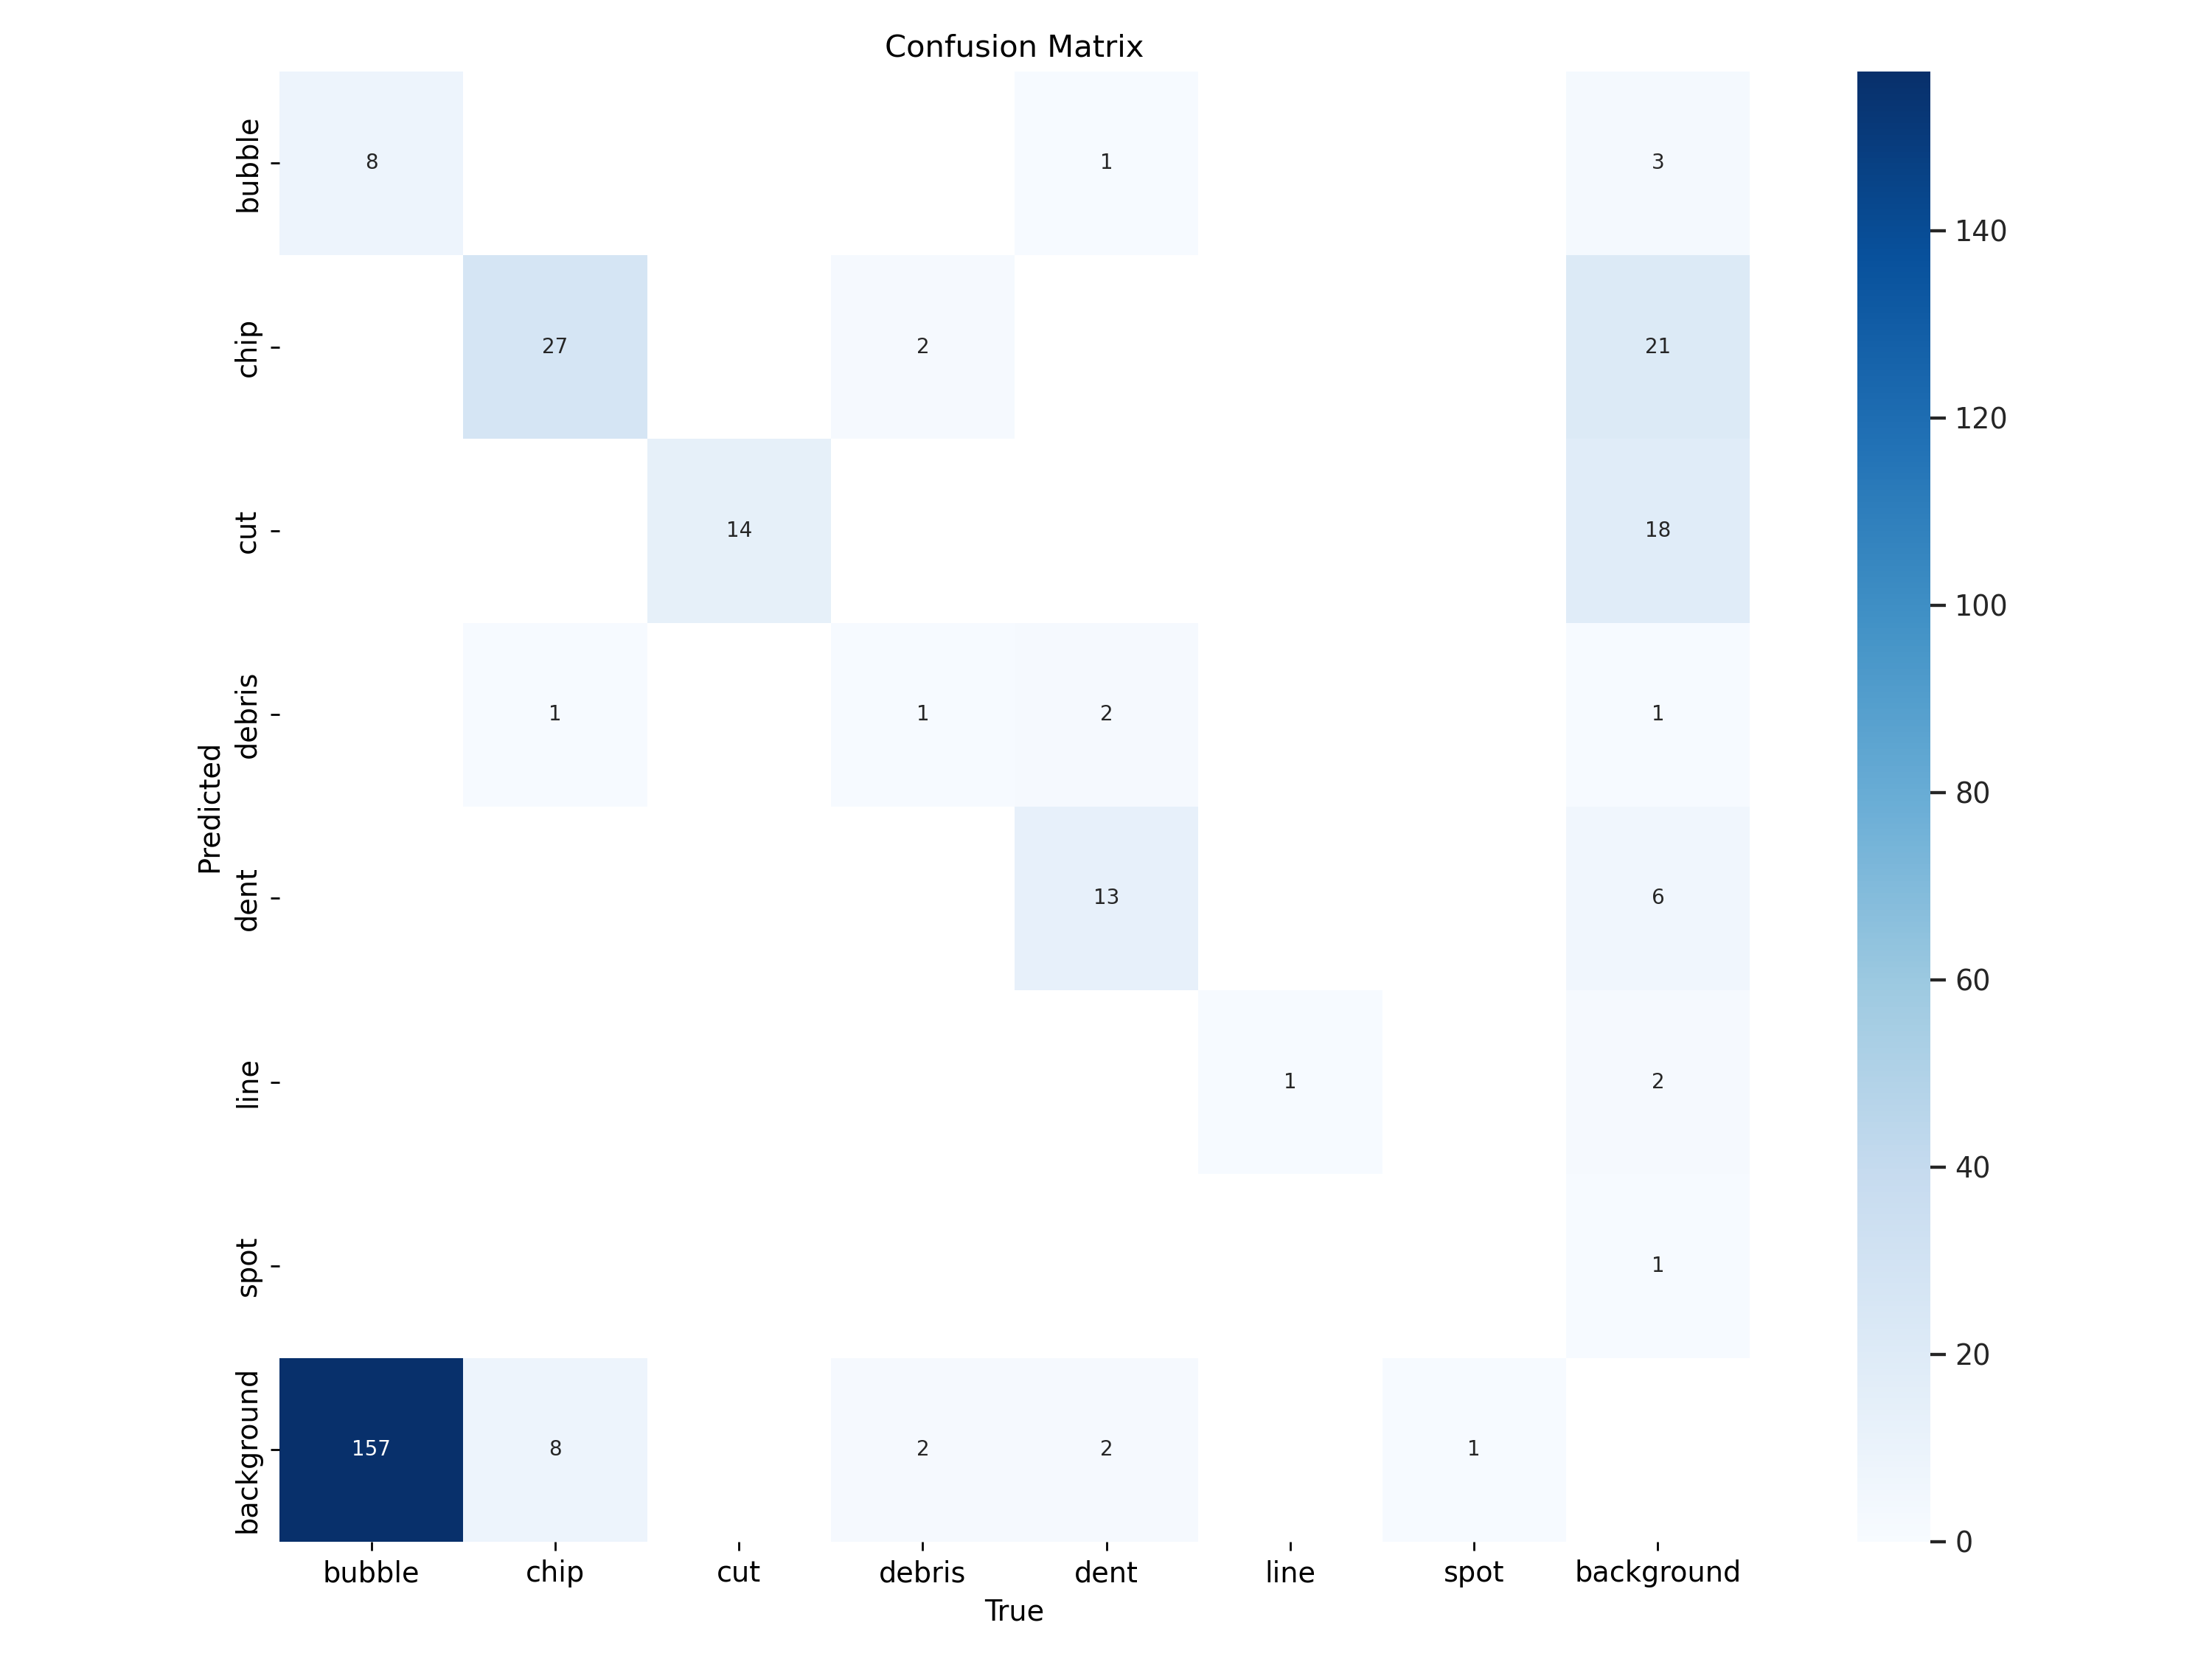 Confusion Matrix
bubble 8 1 3
chip 27 2 21
cut 14 18
debris 1 1 2 1
dent 13 6
line 1 2
spot 1
background 157 8 2 2 1
bubble chip cut debris dent line spot background
True
Predicted
140
120
100
80
60
40
20
0